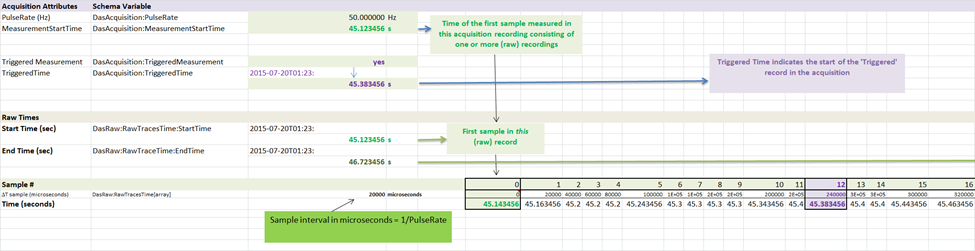 Acquisition Attributes Schema Variable
PulseRate (Hz) DasAcquisition:PulseRate 50.000000 Hz
MeasurementStartTime DasAcquisition:MeasurementStartTime 45.123456 s
Time of the first sample measured in
this acquisition recording consisting of
one or more (raw) recordings
Triggered Measurement DasAcquisition:TriggeredMeasurement yes
TriggeredTime DasAcquisition:TriggeredTime 2015-07-20T01:23:
45.383456 s
Triggered Time indicates the start of the 'Triggered'
record in the acquisition
Raw Times
Start Time (sec) DasRaw:RawTracesTime:StartTime 2015-07-20T01:23:
45.123456 s
First sample in this
(raw) record
End Time (sec) DasRaw:RawTraceTime:EndTime 2015-07-20T01:23:
46.723456 s
Sample # 0 1 2 3 4 5 6 7 8 9 10 11 12 13 14 15 16
ΔT sample (microseconds) DasRaw:RawTracesTime[array] 20000 microseconds 0 20000 40000 60000 80000 100000 1E+05 1E+05 2E+05 2E+05 200000 2E+05 240000 3E+05 3E+05 300000 320000
Time (seconds) 45.143456 45.163456 45.2 45.2 45.2 45.243456 45.3 45.3 45.3 45.3 45.343456 45.4 45.383456 45.4 45.4 45.443456 45.463456
Sample interval in microseconds = 1/PulseRate